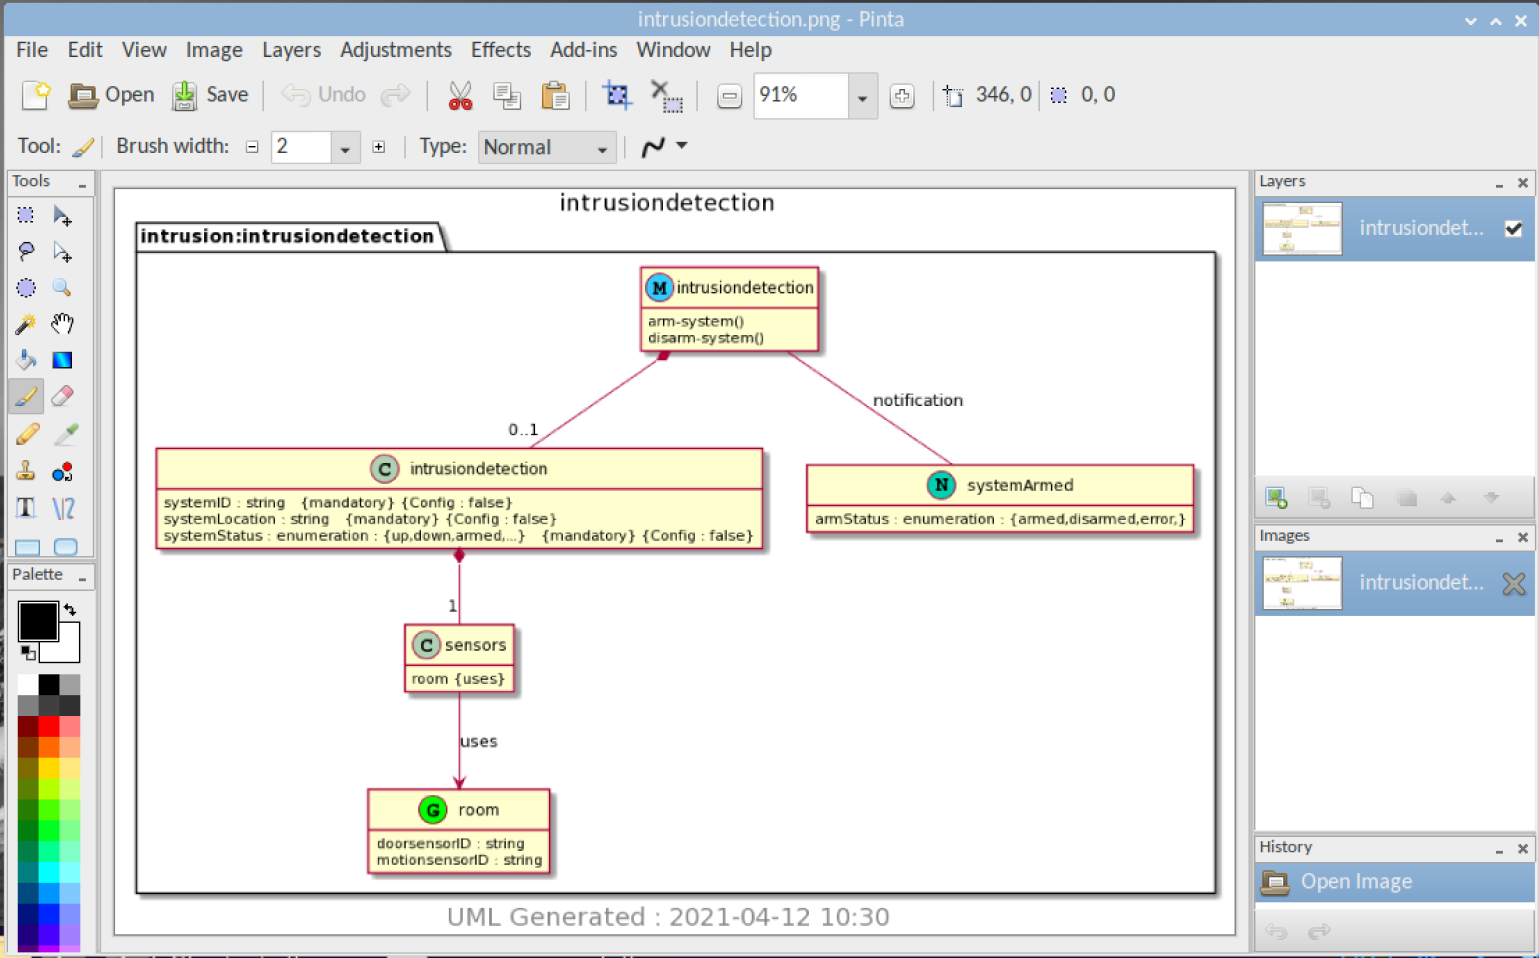 intrusiondetection.png - Pinta
File Edit View Image Layers Adjustments Effects Add-ins Window Help
Open Save Undo 91% 346, 0 0, 0
Tool: Brush width: 2 Type: Normal
Tools
T
Palette
intrusiondetection
intrusion:intrusiondetection
M intrusiondetection
arm-system()
disarm-system()
notification
0..1
C intrusiondetection
systemID : string {mandatory} {Config : false}
systemLocation : string {mandatory} {Config : false}
systemStatus : enumeration : {up,down,armed,...} {mandatory} {Config : false}
N systemArmed
armStatus : enumeration : {armed,disarmed,error,}
1
C sensors
room {uses}
uses
G room
doorsensorID : string
motionsensorID : string
UML Generated : 2021-04-12 10:30
Layers
intrusiondet...
Images
intrusiondet...
History
Open Image